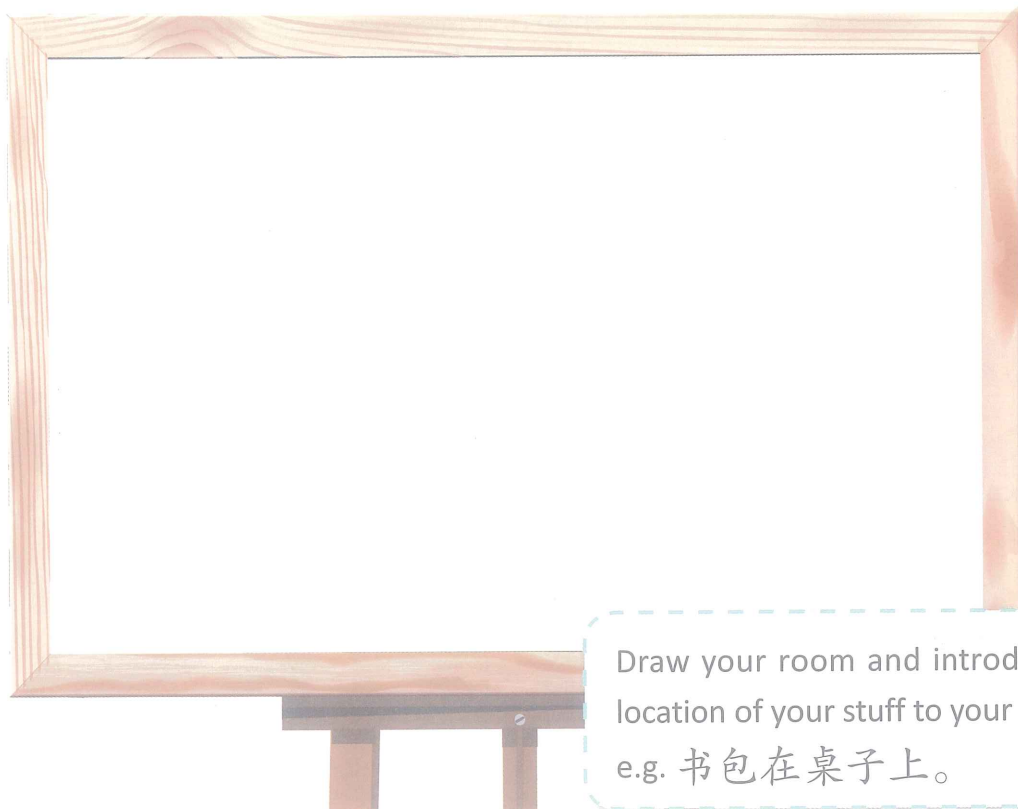 Draw your room and introd
location of your stuff to your
e.g. 书包在桌子上。